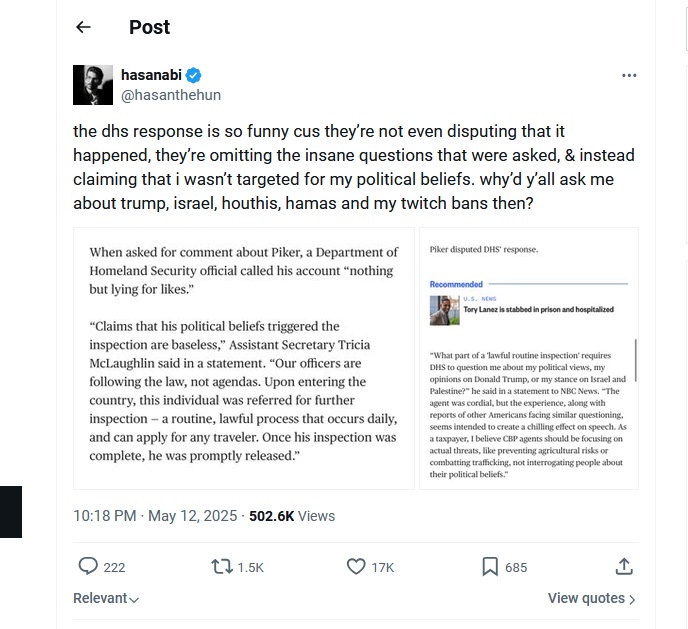 Post
hasanabi
@hasanthehun
the dhs response is so funny cus they’re not even disputing that it
happened, they’re omitting the insane questions that were asked, & instead
claiming that i wasn’t targeted for my political beliefs. why’d y’all ask me
about trump, israel, houthis, hamas and my twitch bans then?
When asked for comment about Piker, a Department of
Homeland Security official called his account “nothing
but lying for likes.”
“Claims that his political beliefs triggered the
inspection are baseless,” Assistant Secretary Tricia
McLaughlin said in a statement. “Our officers are
following the law, not agendas. Upon entering the
country, this individual was referred for further
inspection – a routine, lawful process that occurs daily,
and can apply for any traveler. Once his inspection was
complete, he was promptly released.”
Piker disputed DHS’ response.
Recommended
U.S. NEWS
Tory Lanez is stabbed in prison and hospitalized
“What part of a ‘lawful routine inspection’ requires
DHS to question me about my political views, my
opinions on Donald Trump, or my stance on Israel and
Palestine?” he said in a statement to NBC News. “The
agent was cordial, but the experience, along with
reports of other Americans facing similar questioning,
seems intended to create a chilling effect on speech. As
a taxpayer, I believe CBP agents should be focusing on
actual threats, like preventing agricultural risks or
combatting trafficking, not interrogating people about
their political beliefs.”
10:18 PM · May 12, 2025 · 502.6K Views
222
1.5K
17K
685
Relevant
View quotes